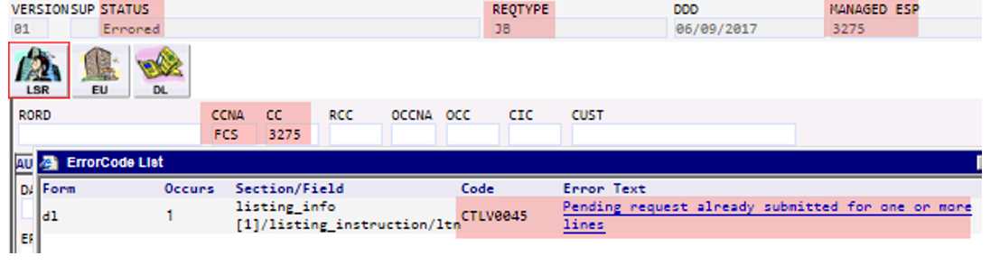 VERSION SUP STATUS REQTYPE DDD MANAGED ESP
01 Errored JB 06/09/2017 3275
LSR EU DL
RORD CCNA CC RCC OCCNA OCC CIC CUST
FCS 3275
AU ErrorCode List
Form Occurs Section/Field Code Error Text
dl 1 listing_info CTLV0045 Pending request already submitted for one or more
[1]/listing_instruction/ltn lines